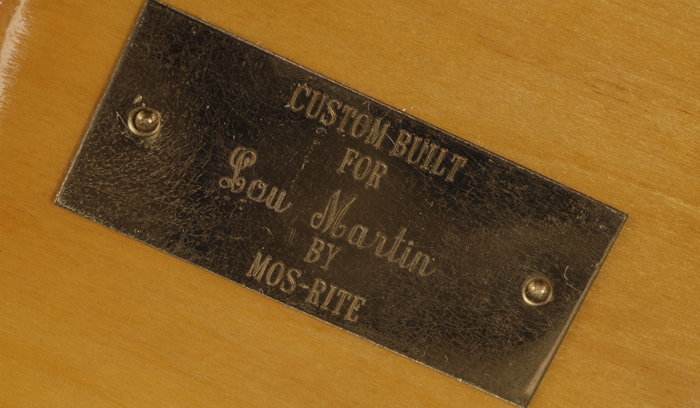 CUSTOM BUILT
FOR
Lou Martin
BY
MOS-RITE